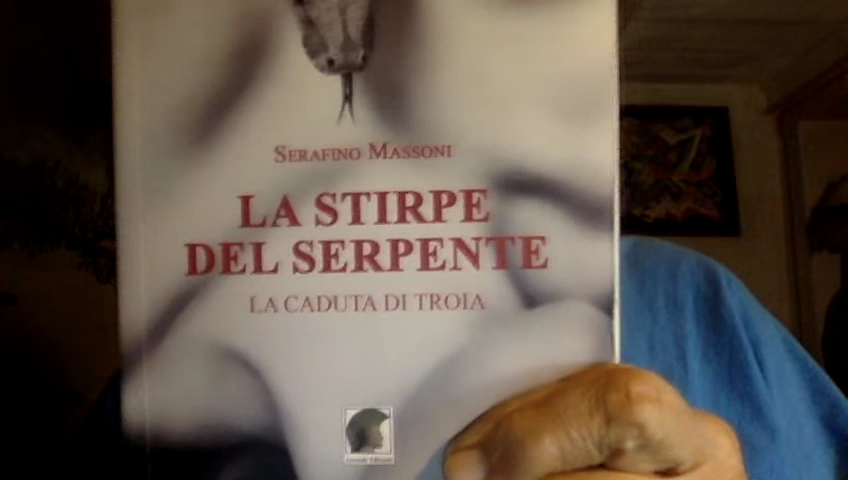 SERAFINO MASSONI
LA STIRPE
DEL SERPENTE
LA CADUTA DI TROIA